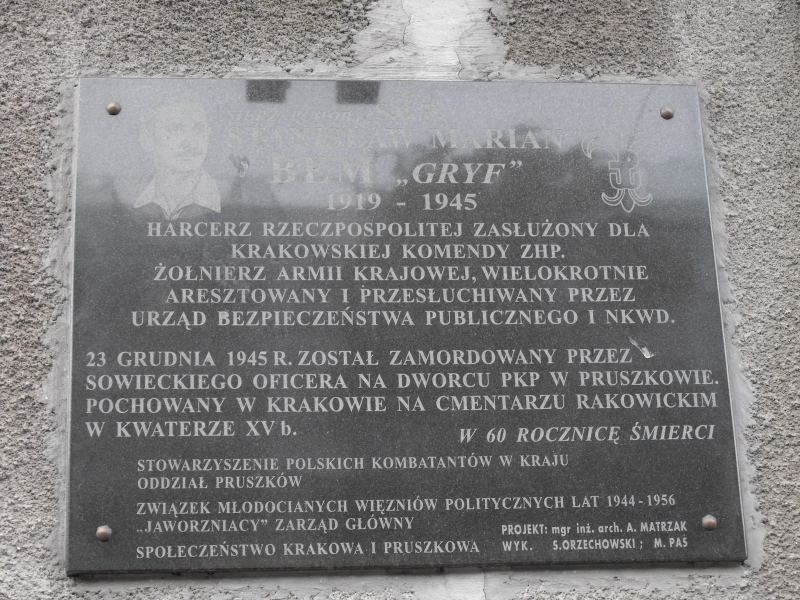 STANISŁAW MARIAN
BEM „GRYF”
1919 - 1945
HARCERZ RZECZPOSPOLITEJ ZASŁUŻONY DLA
KRAKOWSKIEJ KOMENDY ZHP.
ŻOŁNIERZ ARMII KRAJOWEJ, WIELOKROTNIE
ARESZTOWANY I PRZESŁUCHIWANY PRZEZ
URZĄD BEZPIECZEŃSTWA PUBLICZNEGO I NKWD.
23 GRUDNIA 1945 R. ZOSTAŁ ZAMORDOWANY PRZEZ
SOWIECKIEGO OFICERA NA DWORCU PKP W PRUSZKOWIE.
POCHOWANY W KRAKOWIE NA CMENTARZU RAKOWICKIM
W KWATERZE XV b.
W 60 ROCZNICĘ ŚMIERCI
STOWARZYSZENIE POLSKICH KOMBATANTÓW W KRAJU
ODDZIAŁ PRUSZKÓW
ZWIĄZEK MŁODOCIANYCH WIĘŹNIÓW POLITYCZNYCH LAT 1944 - 1956
„JAWORZNIACY” ZARZĄD GŁÓWNY
SPOŁECZEŃSTWO KRAKOWA I PRUSZKOWA
PROJEKT: mgr inż. arch. A. MATRZAK
WYK. S.ORZECHOWSKI ; M. PAŚ